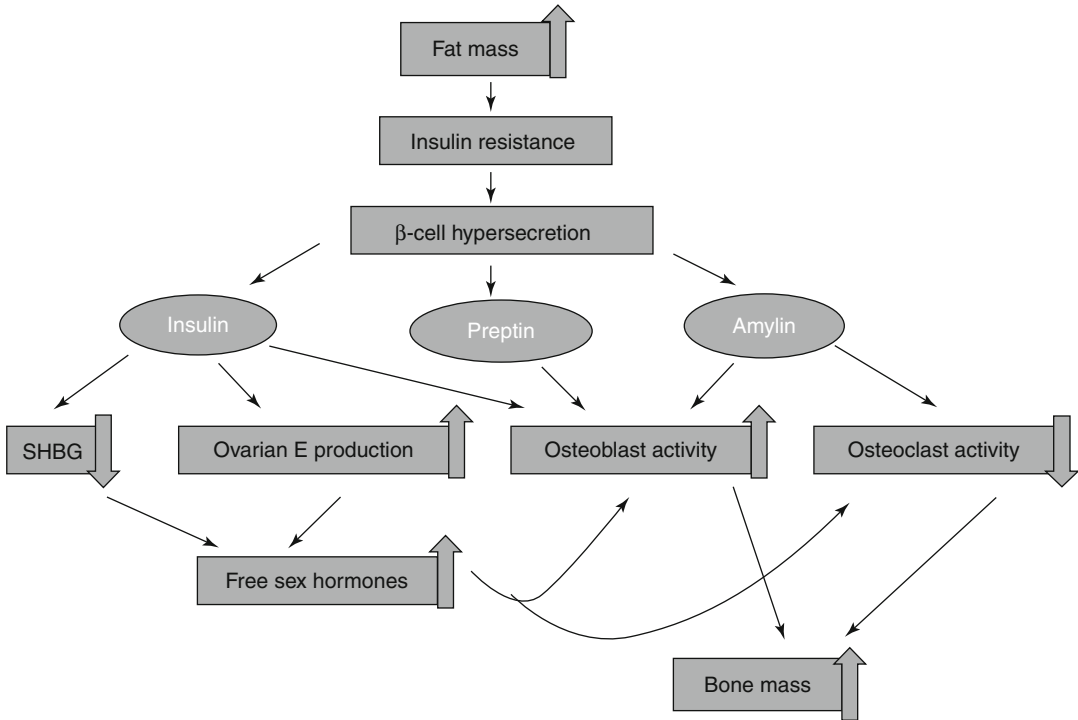 Fat mass
Insulin resistance
β-cell hypersecretion
Insulin
Preptin
Amylin
SHBG
Ovarian E production
Osteoblast activity
Osteoclast activity
Free sex hormones
Bone mass